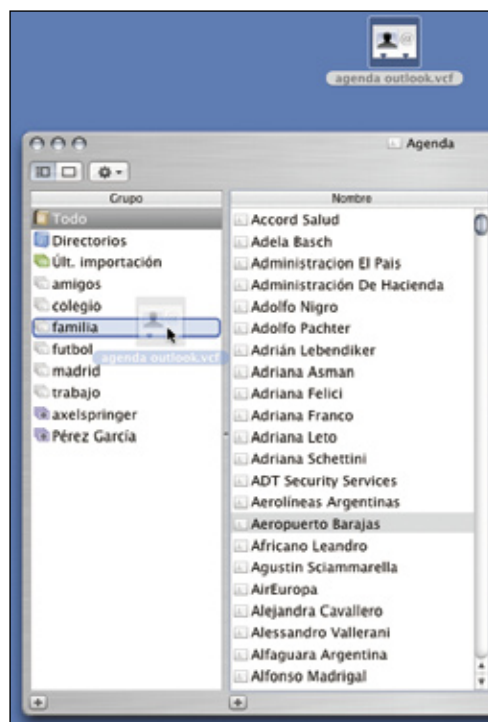 agenda outlook.vcf
Agenda
Grupo
Todo
Directorios
Últ. importación
amigos
colegio
familia
futbol
agenda outlook.vcf
madrid
trabajo
axelspringer
Pérez García
Nombre
Accord Salud
Adela Basch
Administracion El Pais
Administración De Hacienda
Adolfo Nigro
Adolfo Pachter
Adrián Lebendiker
Adriana Asman
Adriana Felici
Adriana Franco
Adriana Leto
Adriana Schettini
ADT Security Services
Aerolíneas Argentinas
Aeropuerto Barajas
Africano Leandro
Agustin Sciammarella
AirEuropa
Alejandra Cavallero
Alessandro Vallerani
Alfaguara Argentina
Alfonso Madrigal